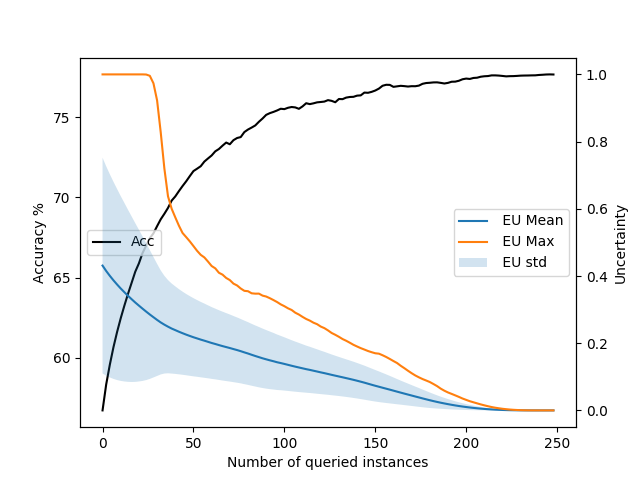 Accuracy %
75
70
65
60
Acc
EU Mean
EU Max
EU std
1.0
0.8
0.6
0.4
0.2
0.0
Uncertainty
0 50 100 150 200 250
Number of queried instances